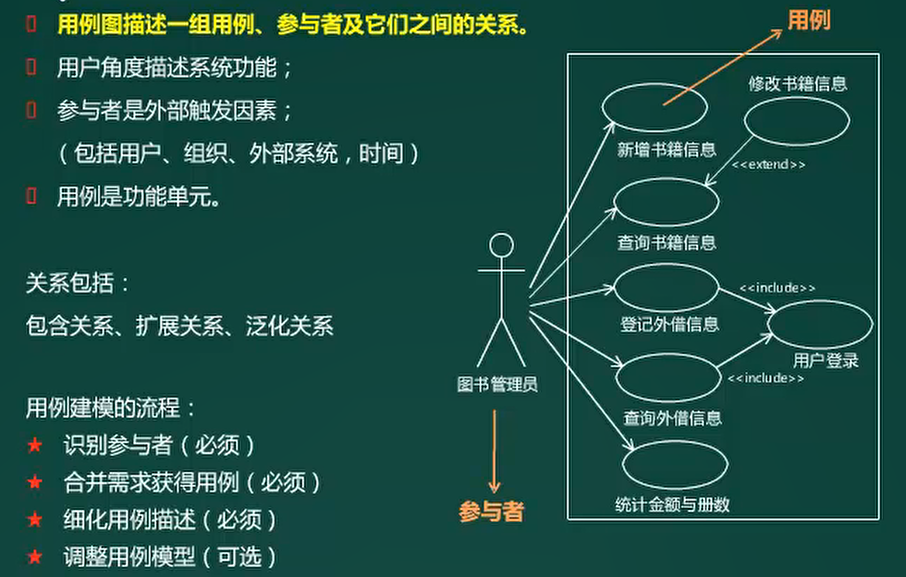 用例图描述一组用例、参与者及它们之间的关系。
用户角度描述系统功能；
参与者是外部触发因素；
（包括用户、组织、外部系统，时间）
用例是功能单元。
关系包括：
包含关系、扩展关系、泛化关系
用例建模的流程：
★ 识别参与者（必须）
★ 合并需求获得用例（必须）
★ 细化用例描述（必须）
★ 调整用例模型（可选）
用例
修改书籍信息
新增书籍信息
<<extend>>
查询书籍信息
<<include>>
登记外借信息
用户登录
图书管理员
<<include>>
查询外借信息
统计金额与册数
参与者